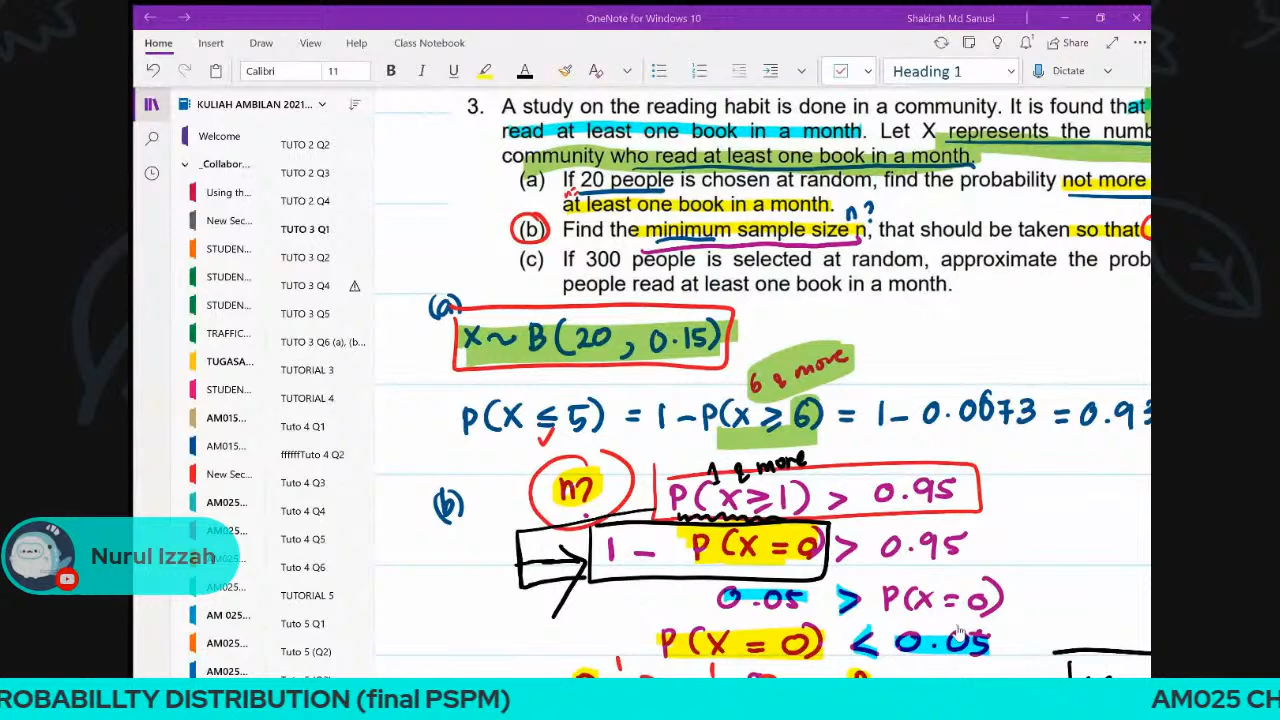 OneNote for Windows 10
Shakirah Md Sanusi
Home Insert Draw View Help Class Notebook
Share
Calibri 11 B I U A Heading 1 Dictate
KULIAH AMBILAN 2021...
Welcome
_Collabor...
Using th...
New Sec...
STUDEN...
STUDEN...
STUDEN...
TRAFFIC...
TUGASA...
STUDEN...
AM015...
AM015...
New Sec...
AM025...
AM025...
AM025...
AM025...
AM 025...
AM025...
AM025...
TUTO 2 Q2
TUTO 2 Q3
TUTO 2 Q4
TUTO 3 Q1
TUTO 3 Q2
TUTO 3 Q4
TUTO 3 Q5
TUTO 3 Q6 (a), (b...
TUTORIAL 3
TUTORIAL 4
Tuto 4 Q1
ffffffTuto 4 Q2
Tuto 4 Q3
Tuto 4 Q4
Tuto 4 Q5
Tuto 4 Q6
TUTORIAL 5
Tuto 5 Q1
Tuto 5 (Q2)
Tuto 5 Q3
3. A study on the reading habit is done in a community. It is found that
read at least one book in a month. Let X represents the numb
community who read at least one book in a month.
(a) If 20 people is chosen at random, find the probability not more
at least one book in a month.
n?
(b) Find the minimum sample size n, that should be taken so that
(c) If 300 people is selected at random, approximate the prob
people read at least one book in a month.
(a)
X ~ B(20, 0.15)
6 & more
P(X ≤ 5) = 1 - P(X ≥ 6) = 1 - 0.0673 = 0.93
1 & more
(b) n? P(X ≥ 1) > 0.95
1 - P(X = 0) > 0.95
0.05 > P(X = 0)
P(X = 0) < 0.05
Nurul Izzah
ROBABILLTY DISTRIBUTION (final PSPM) AM025 CH